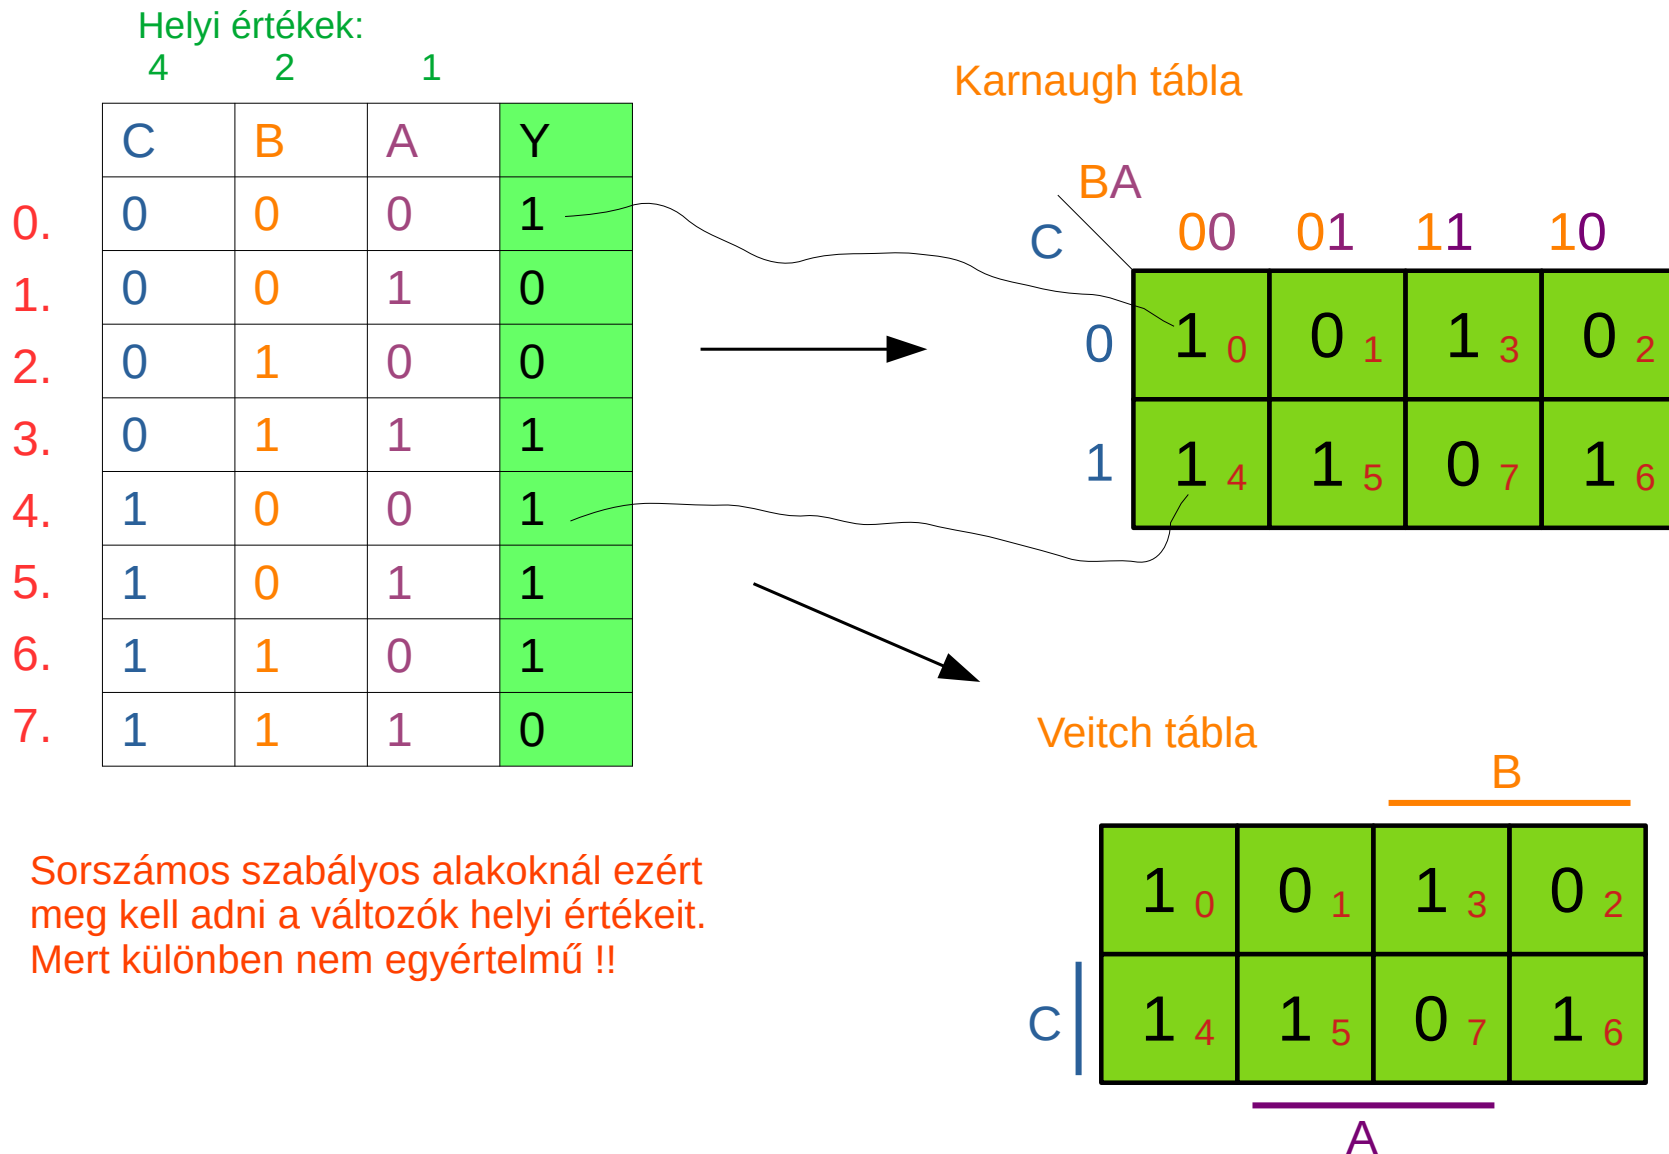 Helyi értékek:
4 2 1
C B A Y
0. 0 0 0 1
1. 0 0 1 0
2. 0 1 0 0
3. 0 1 1 1
4. 1 0 0 1
5. 1 0 1 1
6. 1 1 0 1
7. 1 1 1 0
Sorszámos szabályos alakoknál ezért
meg kell adni a változók helyi értékeit.
Mert különben nem egyértelmű !!
Karnaugh tábla
BA
C 00 01 11 10
0 1 0 0 1 1 3 0 2
1 1 4 1 5 0 7 1 6
Veitch tábla
B
1 0 0 1 1 3 0 2
C 1 4 1 5 0 7 1 6
A